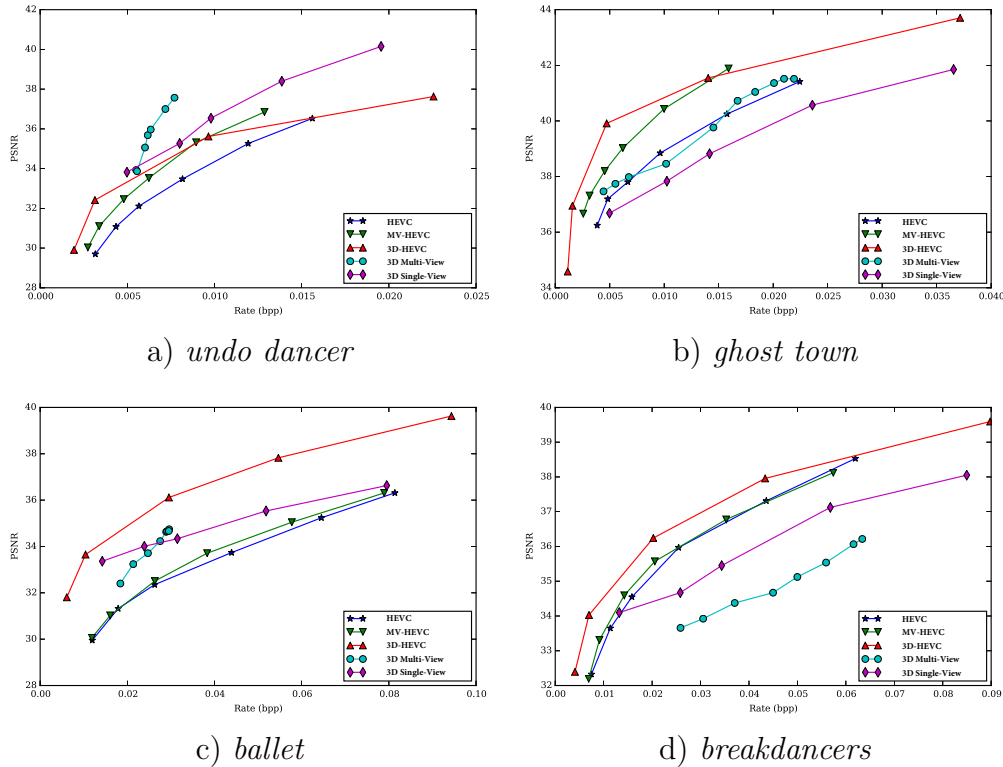 42
40
38
36
34
32
30
28
PSNR
0.000 0.005 0.010 0.015 0.020 0.025
Rate (bpp)
HEVC
MV-HEVC
3D-HEVC
3D Multi-View
3D Single-View
a) undo dancer
44
42
40
38
36
34
PSNR
0.000 0.005 0.010 0.015 0.020 0.025 0.030 0.035 0.040
Rate (bpp)
HEVC
MV-HEVC
3D-HEVC
3D Multi-View
3D Single-View
b) ghost town
40
38
36
34
32
30
28
PSNR
0.00 0.02 0.04 0.06 0.08 0.10
Rate (bpp)
HEVC
MV-HEVC
3D-HEVC
3D Multi-View
3D Single-View
c) ballet
40
39
38
37
36
35
34
33
32
PSNR
0.00 0.01 0.02 0.03 0.04 0.05 0.06 0.07 0.08 0.09
Rate (bpp)
HEVC
MV-HEVC
3D-HEVC
3D Multi-View
3D Single-View
d) breakdancers